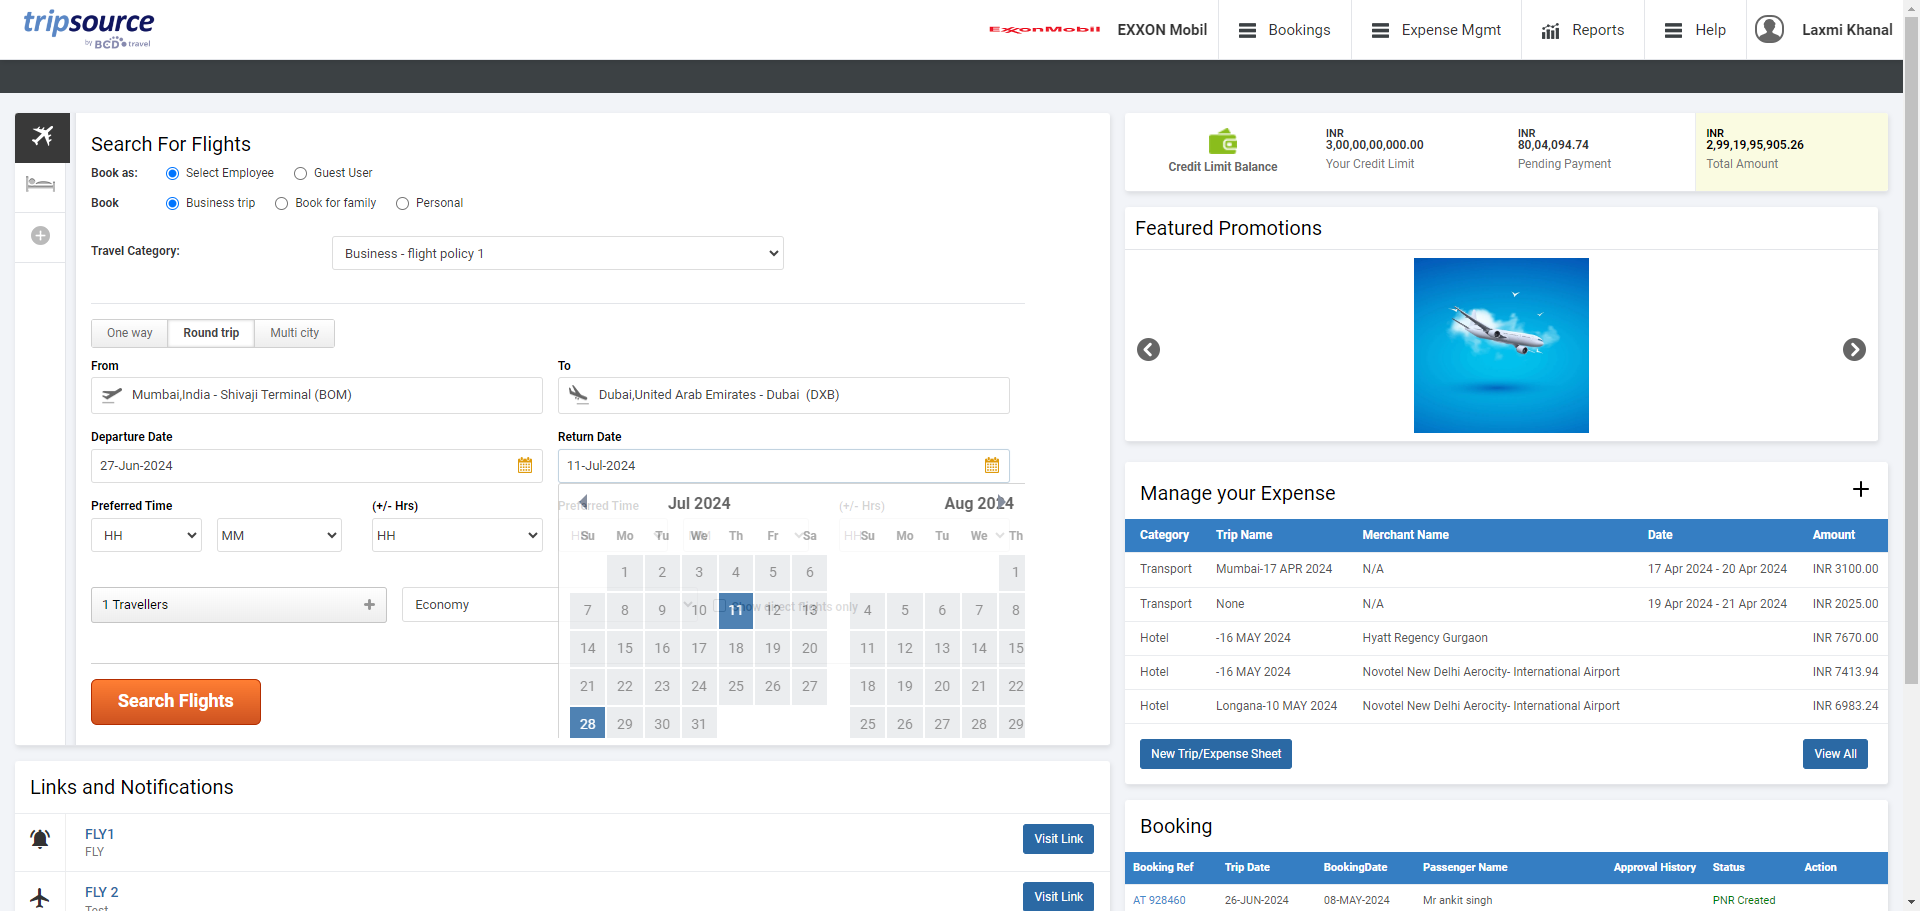 tripsource
by BCD travel
ExxonMobil
EXXON Mobil
Bookings
Expense Mgmt
Reports
Help
Laxmi Khanal
Search For Flights
Book as:
Select Employee
Guest User
Book
Business trip
Book for family
Personal
Travel Category:
Business - flight policy 1
One way
Round trip
Multi city
From
To
Mumbai,India - Shivaji Terminal (BOM)
Dubai,United Arab Emirates - Dubai (DXB)
Departure Date
Return Date
27-Jun-2024
11-Jul-2024
Preferred Time
(+/- Hrs)
HH
MM
HH
Preferred Time
(+/- Hrs)
Jul 2024
Aug 2024
HH
MM
HH
Su Mo Tu We Th Fr Sa
Su Mo Tu We Th
1 2 3 4 5 6
1
7 8 9 10 11 12 13
4 5 6 7 8
14 15 16 17 18 19 20
11 12 13 14 15
21 22 23 24 25 26 27
18 19 20 21 22
28 29 30 31
25 26 27 28 29
Show direct flights only
1 Travellers
Economy
Search Flights
Links and Notifications
FLY1
FLY
Visit Link
FLY 2
Test
Visit Link
Credit Limit Balance
INR
3,00,00,00,000.00
Your Credit Limit
INR
80,04,094.74
Pending Payment
INR
2,99,19,95,905.26
Total Amount
Featured Promotions
Manage your Expense
Category Trip Name Merchant Name Date Amount
Transport Mumbai-17 APR 2024 N/A 17 Apr 2024 - 20 Apr 2024 INR 3100.00
Transport None N/A 19 Apr 2024 - 21 Apr 2024 INR 2025.00
Hotel -16 MAY 2024 Hyatt Regency Gurgaon INR 7670.00
Hotel -16 MAY 2024 Novotel New Delhi Aerocity- International Airport INR 7413.94
Hotel Longana-10 MAY 2024 Novotel New Delhi Aerocity- International Airport INR 6983.24
New Trip/Expense Sheet
View All
Booking
Booking Ref Trip Date BookingDate Passenger Name Approval History Status Action
AT 928460 26-JUN-2024 08-MAY-2024 Mr ankit singh PNR Created